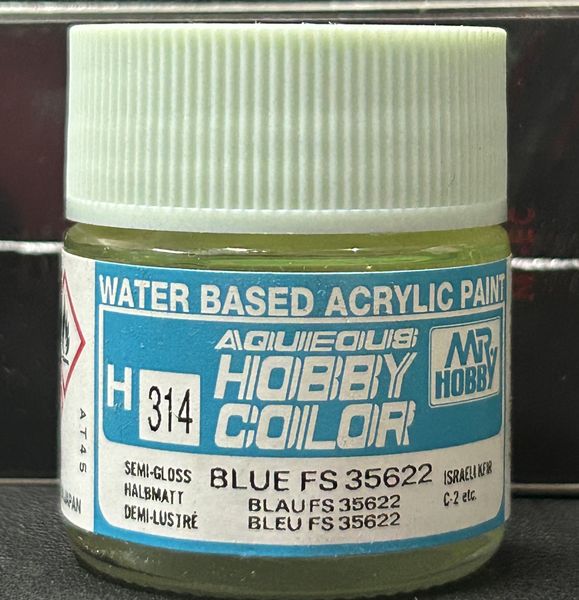 WATER BASED ACRYLIC PAINT
AQUEOUS
HOBBY
COLOR
H
314
MR
HOBBY
SEMI-GLOSS
HALBMATT
DEMI-LUSTRÉ
BLUE FS 35622
BLAU FS 35622
BLEU FS 35622
ISRAELI KFIR
C-2 etc.
AT45
JAPAN